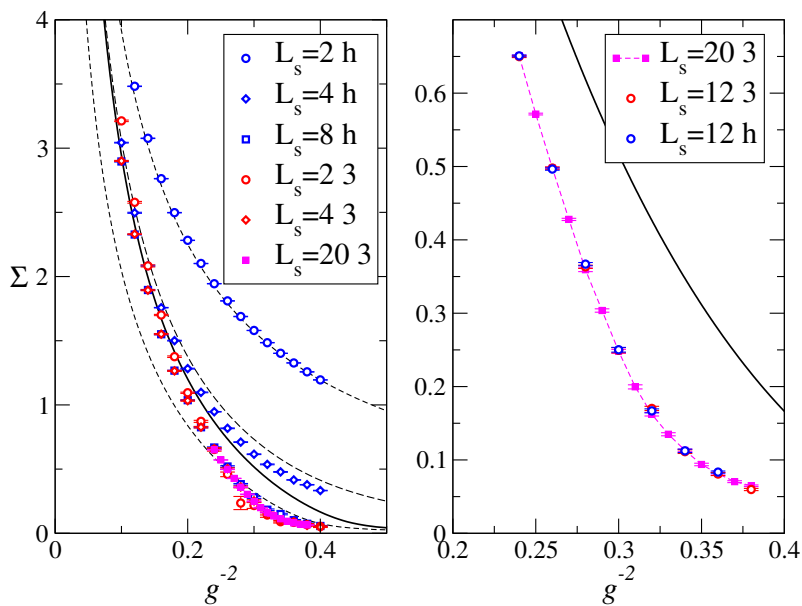 4
3
2
1
0
Σ
0
0.2
0.4
g^-2
L_s=2 h
L_s=4 h
L_s=8 h
L_s=2 3
L_s=4 3
L_s=20 3
0.6
0.5
0.4
0.3
0.2
0.1
0
0.2
0.25
0.3
0.35
0.4
g^-2
L_s=20 3
L_s=12 3
L_s=12 h